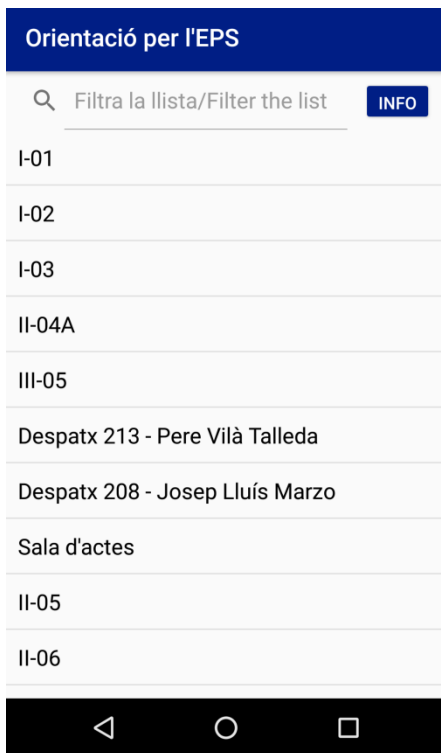 Orientació per l'EPS
Filtra la llista/Filter the list
INFO
I-01
I-02
I-03
II-04A
III-05
Despatx 213 - Pere Vilà Talleda
Despatx 208 - Josep Lluís Marzo
Sala d'actes
II-05
II-06